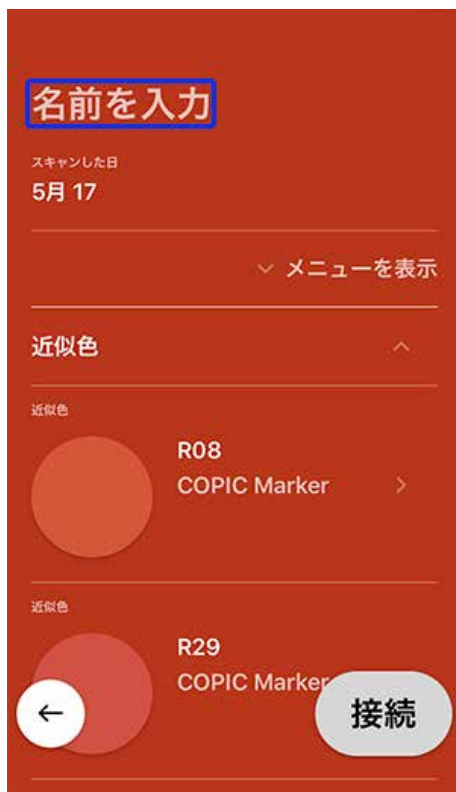 名前を入力
スキャンした日
5月 17
メニューを表示
近似色
近似色
R08
COPIC Marker
近似色
R29
COPIC Marker
接続